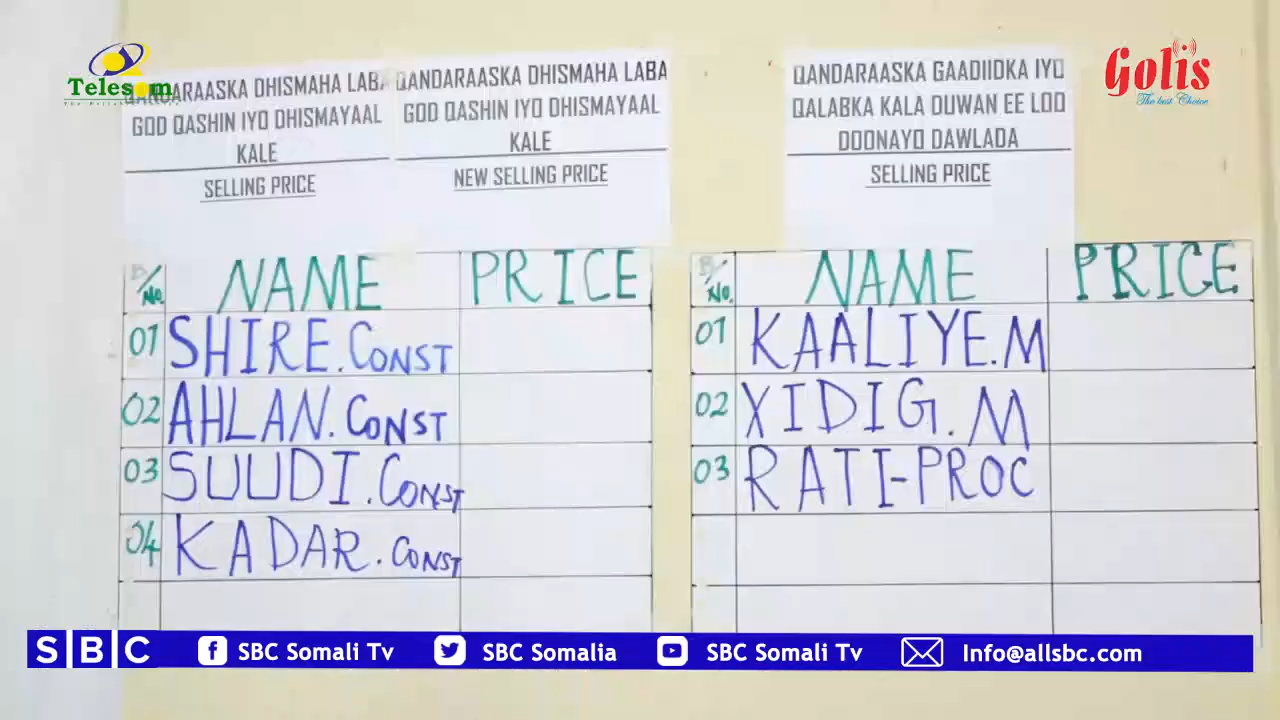 Telesom
QANDARAASKA DHISMAHA LABA
GOD QASHIN IYO DHISMAYAAL
KALE
SELLING PRICE
QANDARAASKA DHISMAHA LABA
GOD QASHIN IYO DHISMAYAAL
KALE
NEW SELLING PRICE
QANDARAASKA GAADIIDKA IYO
QALABKA KALA DUWAN EE LOO
DOONAYO DAWLADA
SELLING PRICE
Golis
The best Choice
B/No. NAME PRICE
01 SHIRE.CONST
02 AHLAN.CONST
03 SUUDI.CONST
04 KADAR.CONST
B/No. NAME PRICE
01 KAALIYE.M
02 XIDIG.M
03 RATI-PROC
SBC SBC Somali Tv SBC Somalia SBC Somali Tv Info@allsbc.com